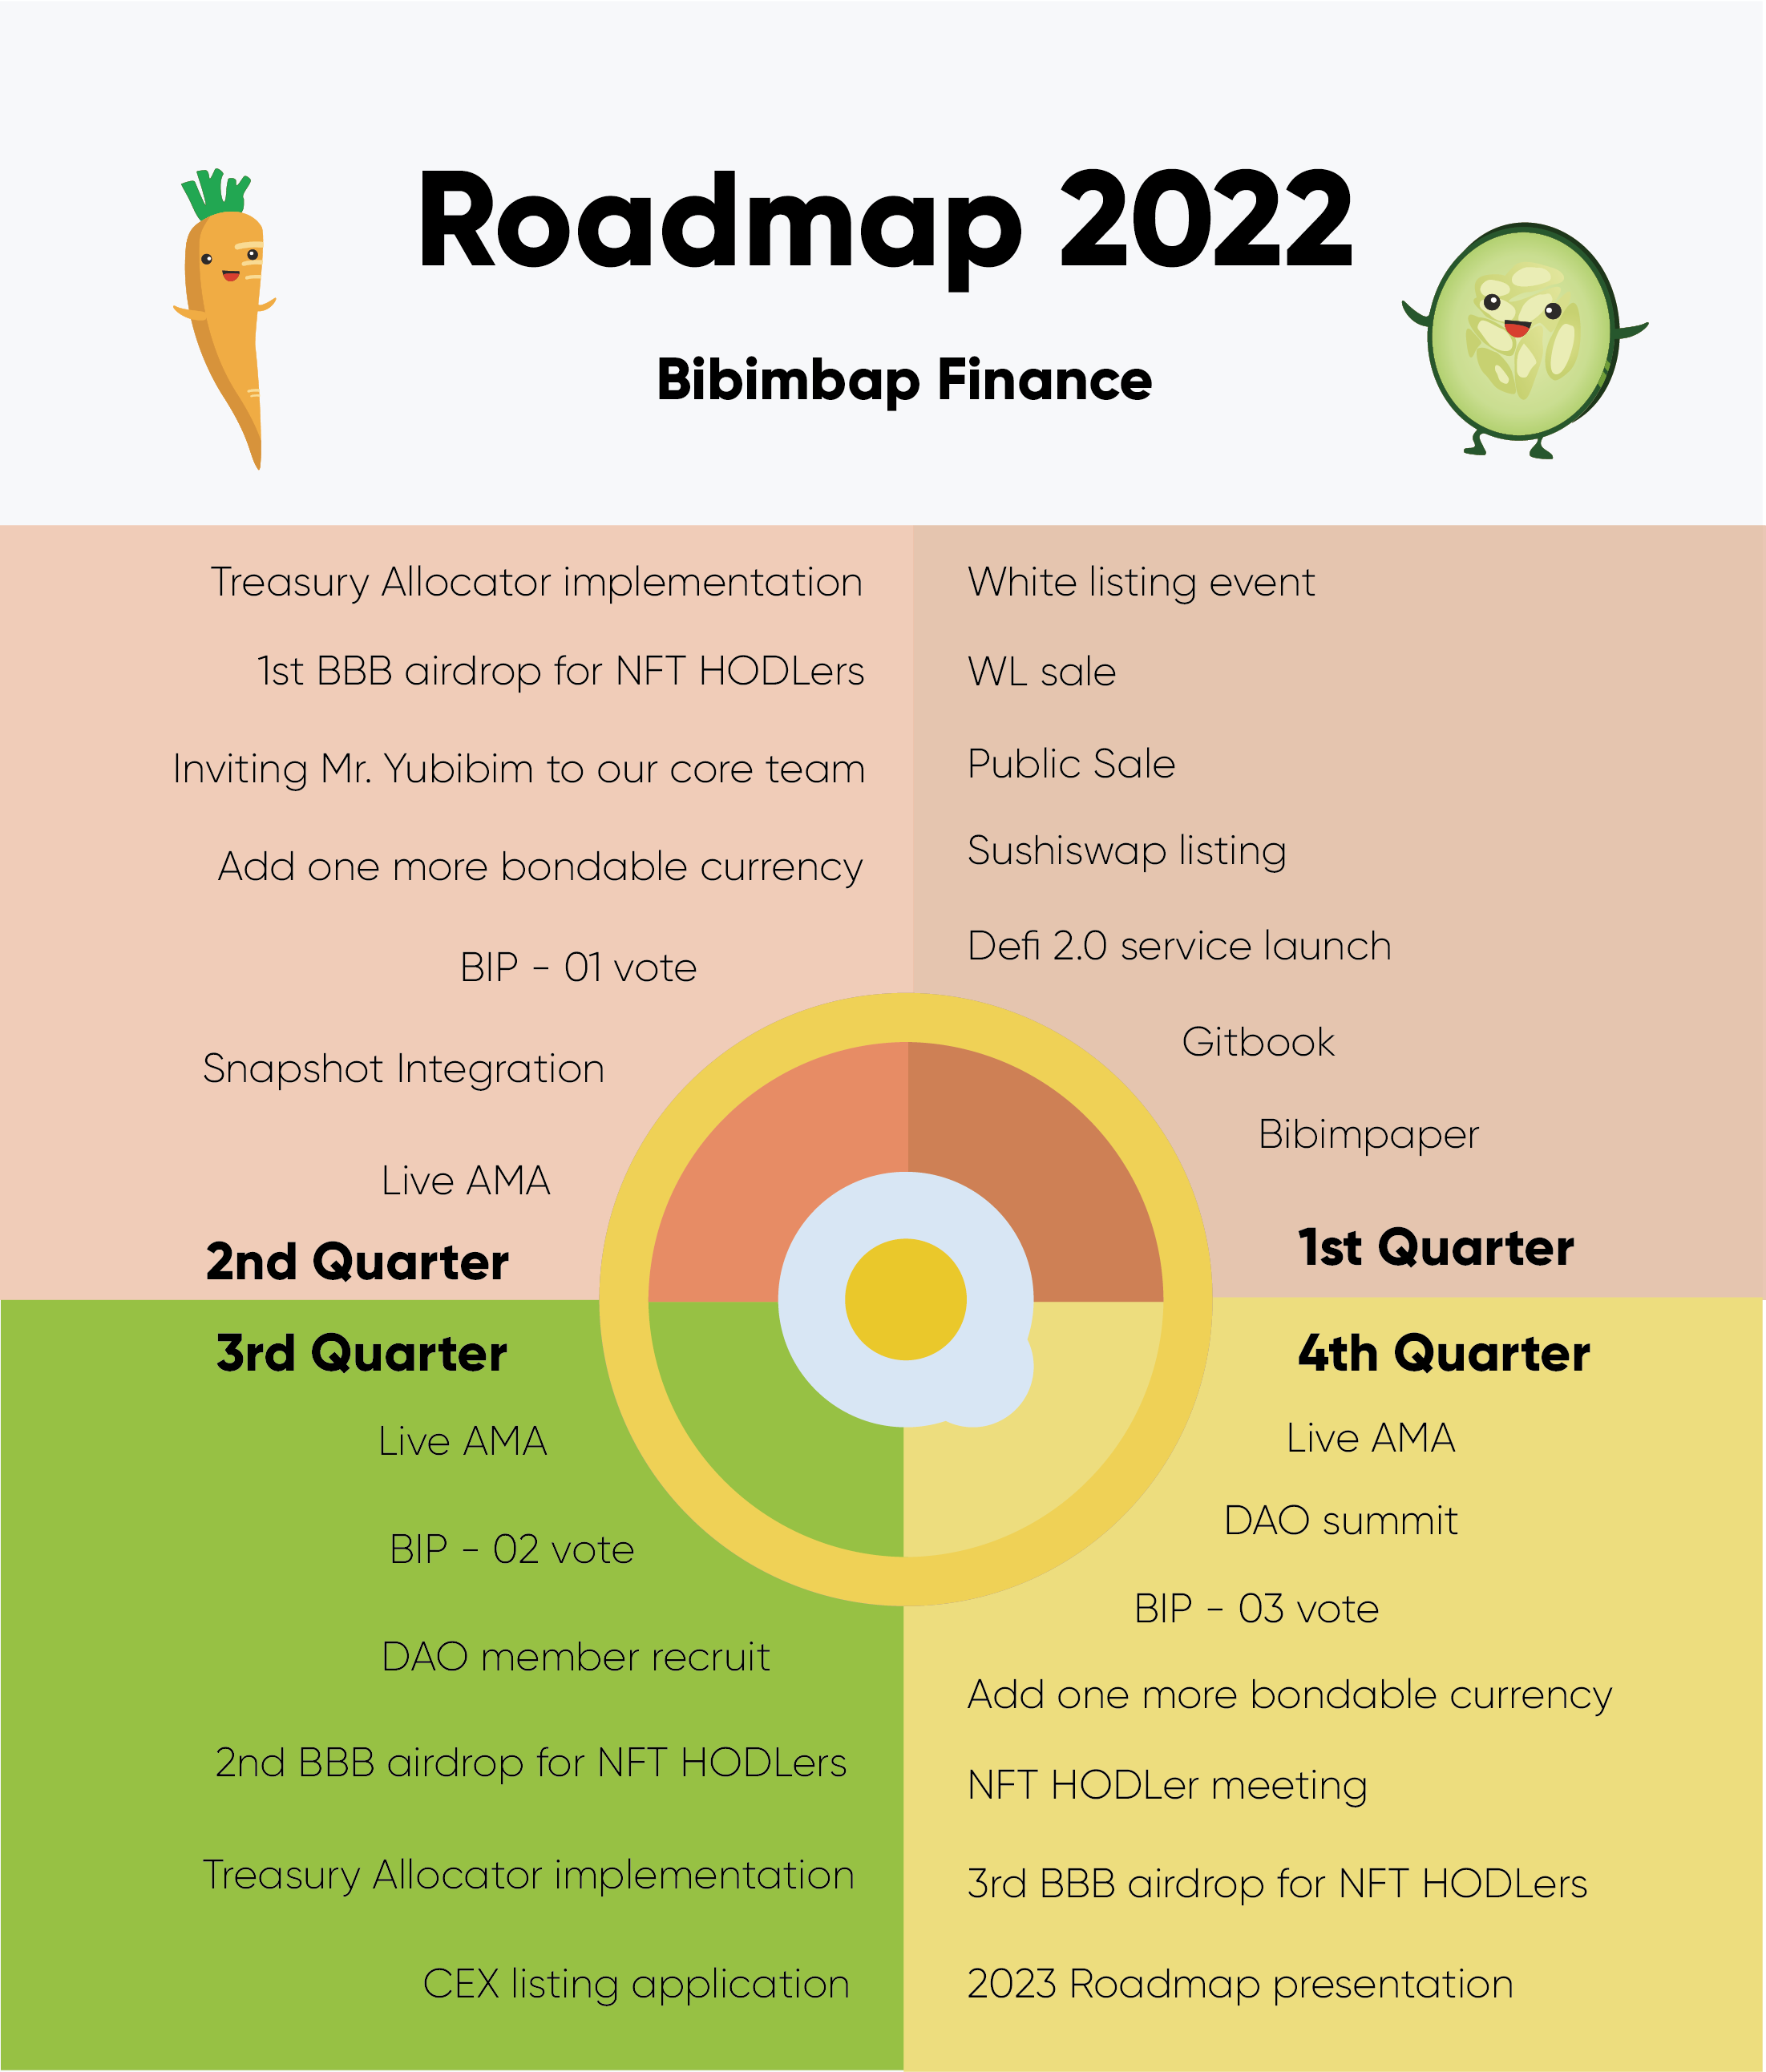 Roadmap 2022
Bibimbap Finance
Treasury Allocator implementation
1st BBB airdrop for NFT HODLers
Inviting Mr. Yubibim to our core team
Add one more bondable currency
BIP - 01 vote
Snapshot Integration
Live AMA
2nd Quarter
White listing event
WL sale
Public Sale
Sushiswap listing
Defi 2.0 service launch
Gitbook
Bibimpaper
1st Quarter
3rd Quarter
Live AMA
BIP - 02 vote
DAO member recruit
2nd BBB airdrop for NFT HODLers
Treasury Allocator implementation
CEX listing application
4th Quarter
Live AMA
DAO summit
BIP - 03 vote
Add one more bondable currency
NFT HODLer meeting
3rd BBB airdrop for NFT HODLers
2023 Roadmap presentation